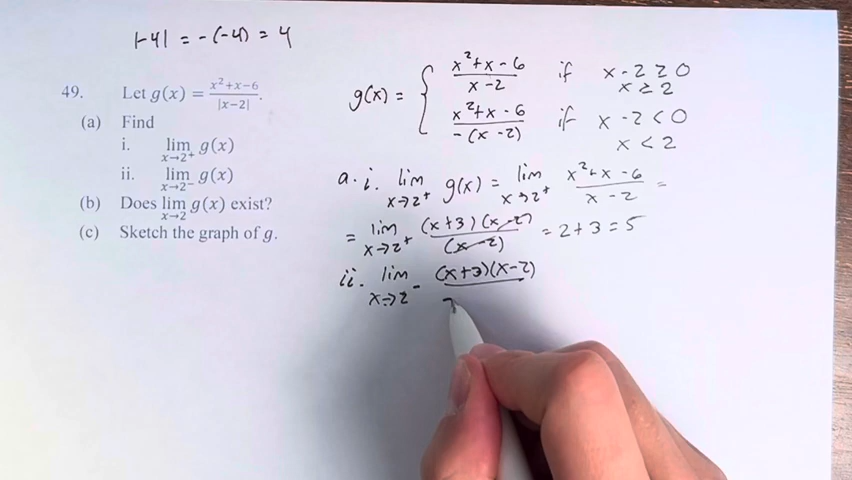 |-4| = -(-4) = 4
49. Let g(x) = x²+x−6 / |x−2|.
(a) Find
i. lim x→2⁺ g(x)
ii. lim x→2⁻ g(x)
(b) Does lim x→2 g(x) exist?
(c) Sketch the graph of g.
g(x) = { x²+x-6 / x-2 if x-2 ≥ 0
x ≥ 2
x²+x-6 / -(x-2) if x-2 < 0
x < 2
a. i. lim x→2⁺ g(x) = lim x→2⁺ x²+x-6 / x-2 =
= lim x→2⁺ (x+3)(x-2) / (x-2) = 2+3 = 5
ii. lim x→2⁻ (x+3)(x-2)